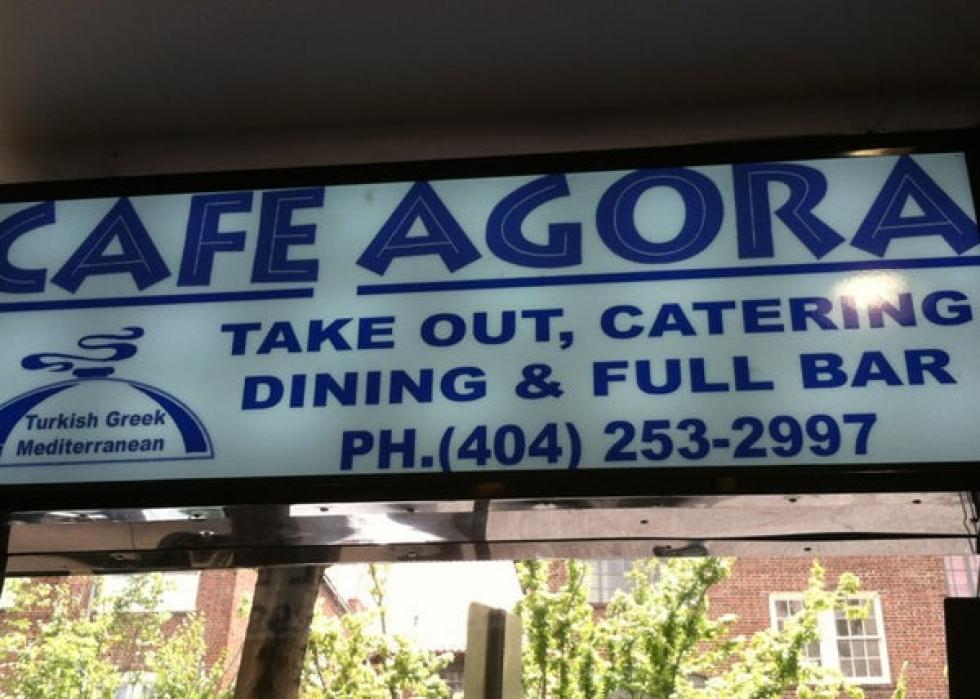 CAFE AGORA
TAKE OUT, CATERING
DINING & FULL BAR
PH.(404) 253-2997
Turkish Greek
Mediterranean